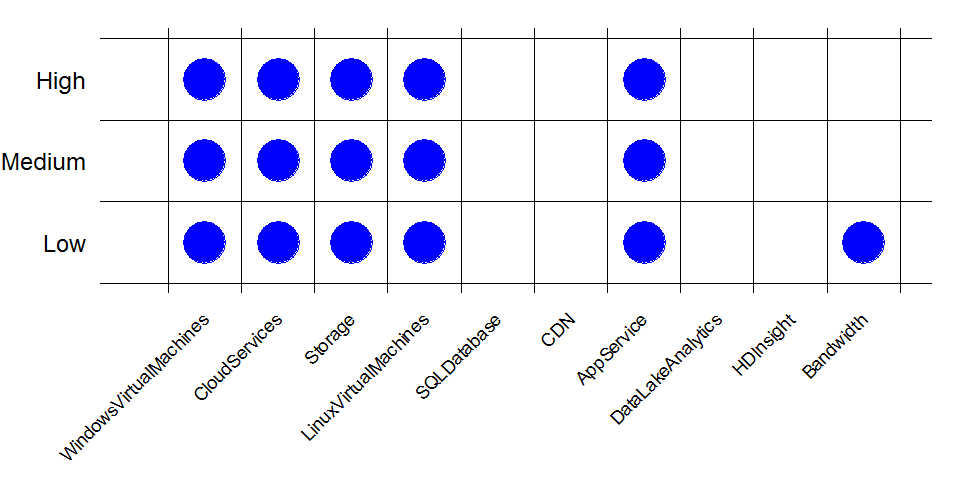 High
Medium
Low
WindowsVirtualMachines
CloudServices
Storage
LinuxVirtualMachines
SQLDatabase
CDN
AppService
DataLakeAnalytics
HDInsight
Bandwidth